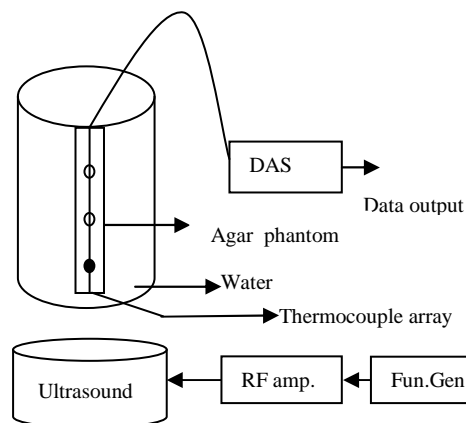 DAS
Data output
Agar phantom
Water
Thermocouple array
Ultrasound
RF amp.
Fun.Gen